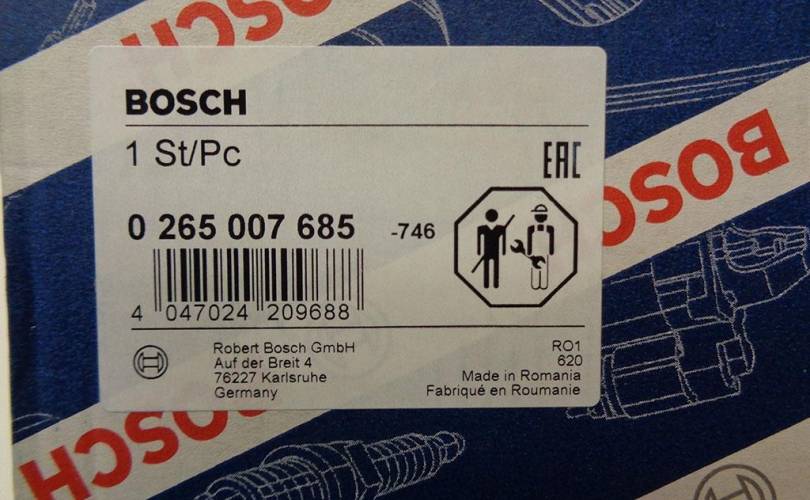 BOSCH
BOSCH
1 St/Pc
EAC
BOSCH
0 265 007 685
-746
4 047024 209688
Robert Bosch GmbH
Auf der Breit 4
76227 Karlsruhe
Germany
RO1
620
Made in Romania
Fabriqué en Roumanie
BOSCH